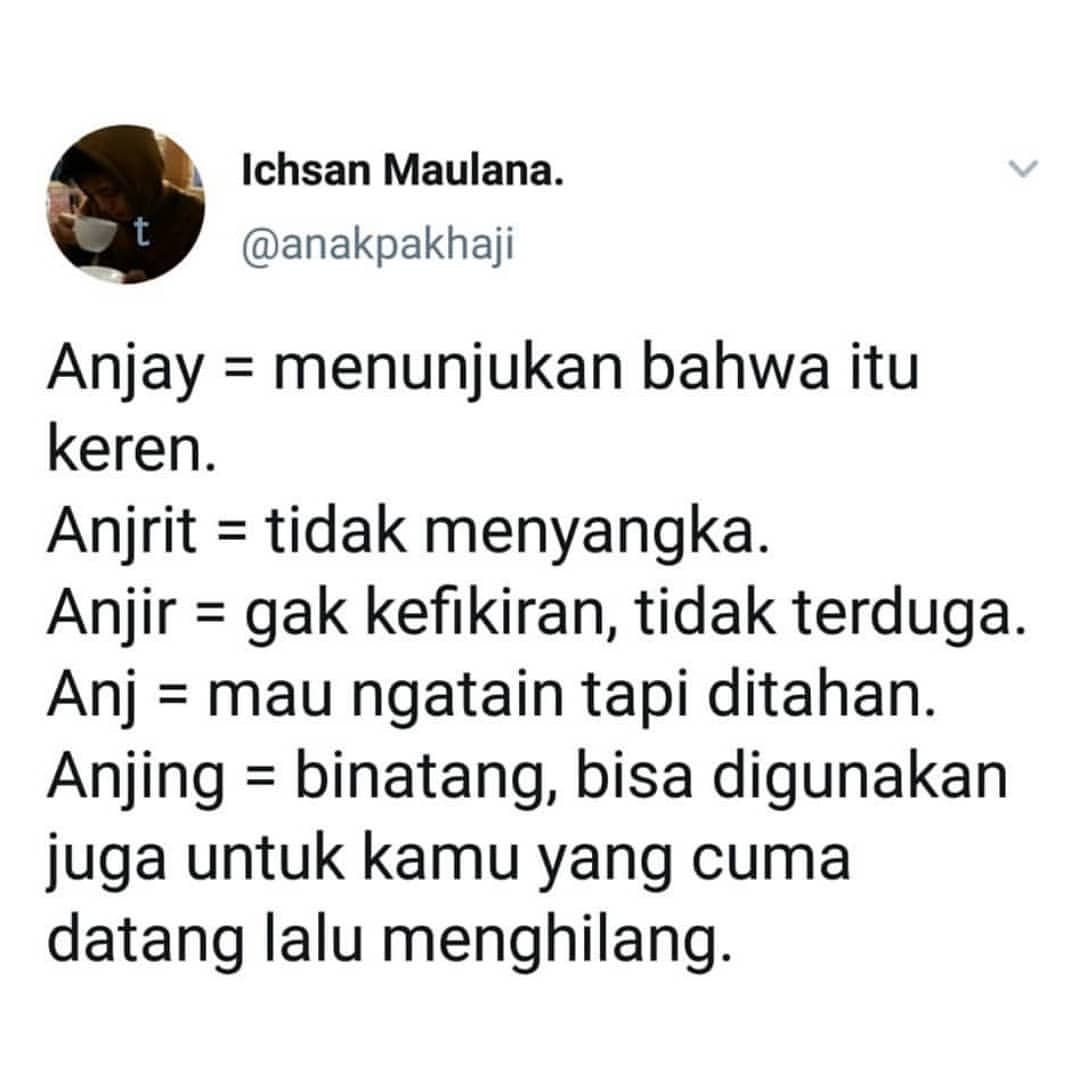 Ichsan Maulana.
@anakpakhaji
t
Anjay = menunjukan bahwa itu
keren.
Anjrit = tidak menyangka.
Anjir = gak kefikiran, tidak terduga.
Anj = mau ngatain tapi ditahan.
Anjing = binatang, bisa digunakan
juga untuk kamu yang cuma
datang lalu menghilang.